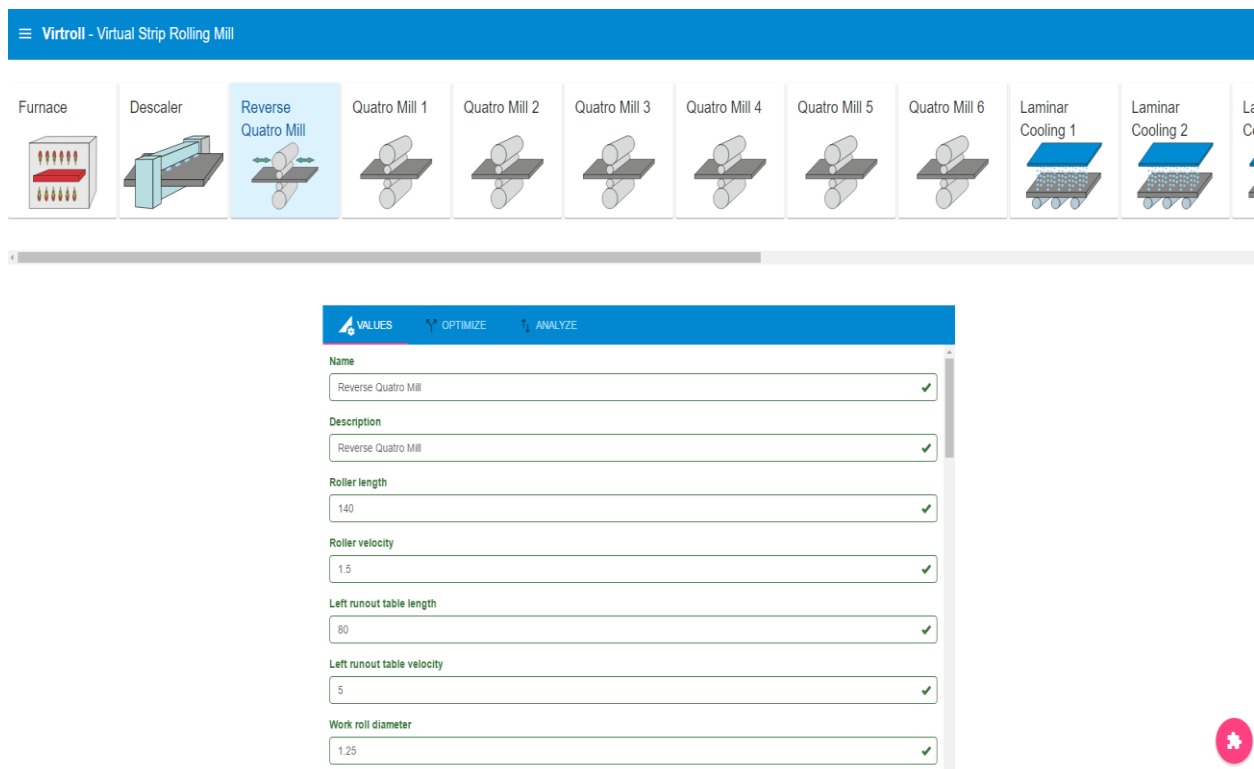 Virtroll - Virtual Strip Rolling Mill
Furnace
Descaler
Reverse
Quatro Mill
Quatro Mill 1
Quatro Mill 2
Quatro Mill 3
Quatro Mill 4
Quatro Mill 5
Quatro Mill 6
Laminar
Cooling 1
Laminar
Cooling 2
VALUES
OPTIMIZE
ANALYZE
Name
Reverse Quatro Mill
Description
Reverse Quatro Mill
Roller length
140
Roller velocity
1.5
Left runout table length
80
Left runout table velocity
5
Work roll diameter
1.25